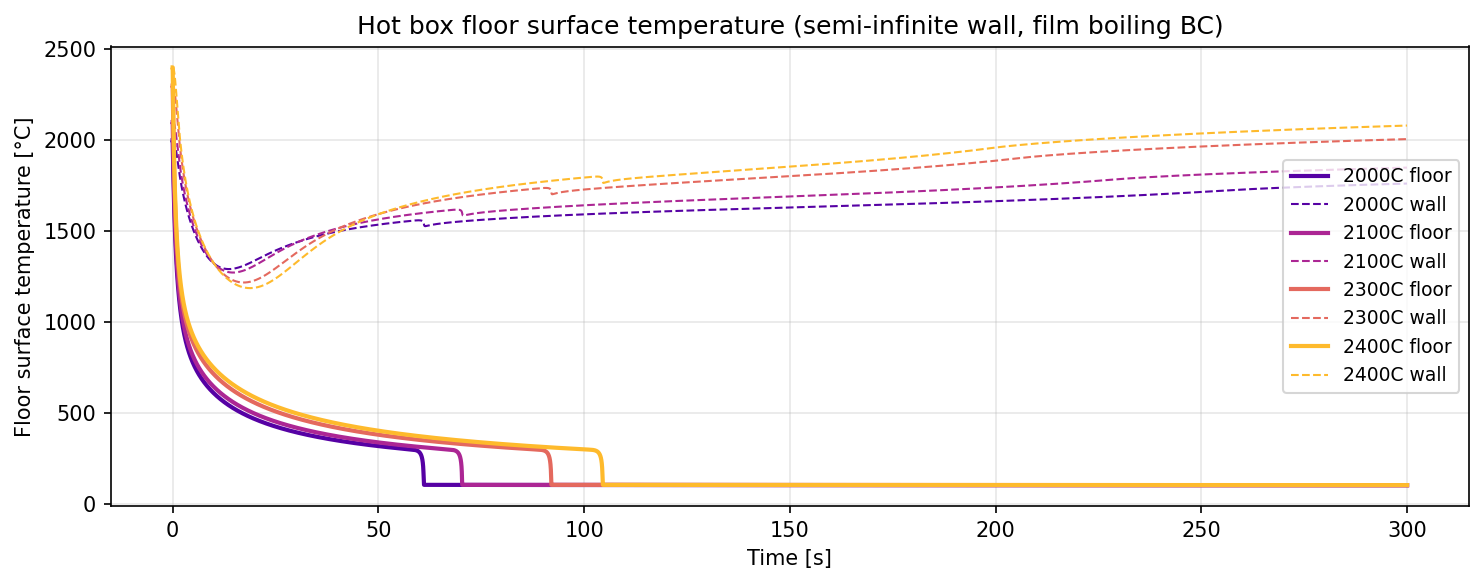 Hot box floor surface temperature (semi-infinite wall, film boiling BC)
Floor surface temperature [°C]
2500
2000
1500
1000
500
0
2000C floor
2000C wall
2100C floor
2100C wall
2300C floor
2300C wall
2400C floor
2400C wall
0
50
100
150
200
250
300
Time [s]